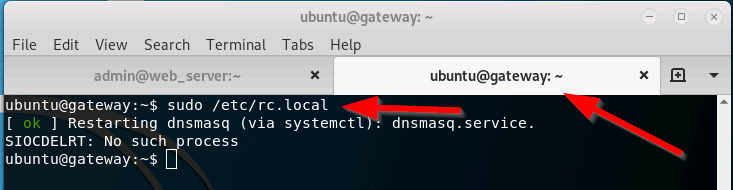 ubuntu@gateway: ~
File Edit View Search Terminal Tabs Help
admin@web_server:~ × ubuntu@gateway: ~ ×
ubuntu@gateway:~$ sudo /etc/rc.local
[ ok ] Restarting dnsmasq (via systemctl): dnsmasq.service.
SIOCDELRT: No such process
ubuntu@gateway:~$